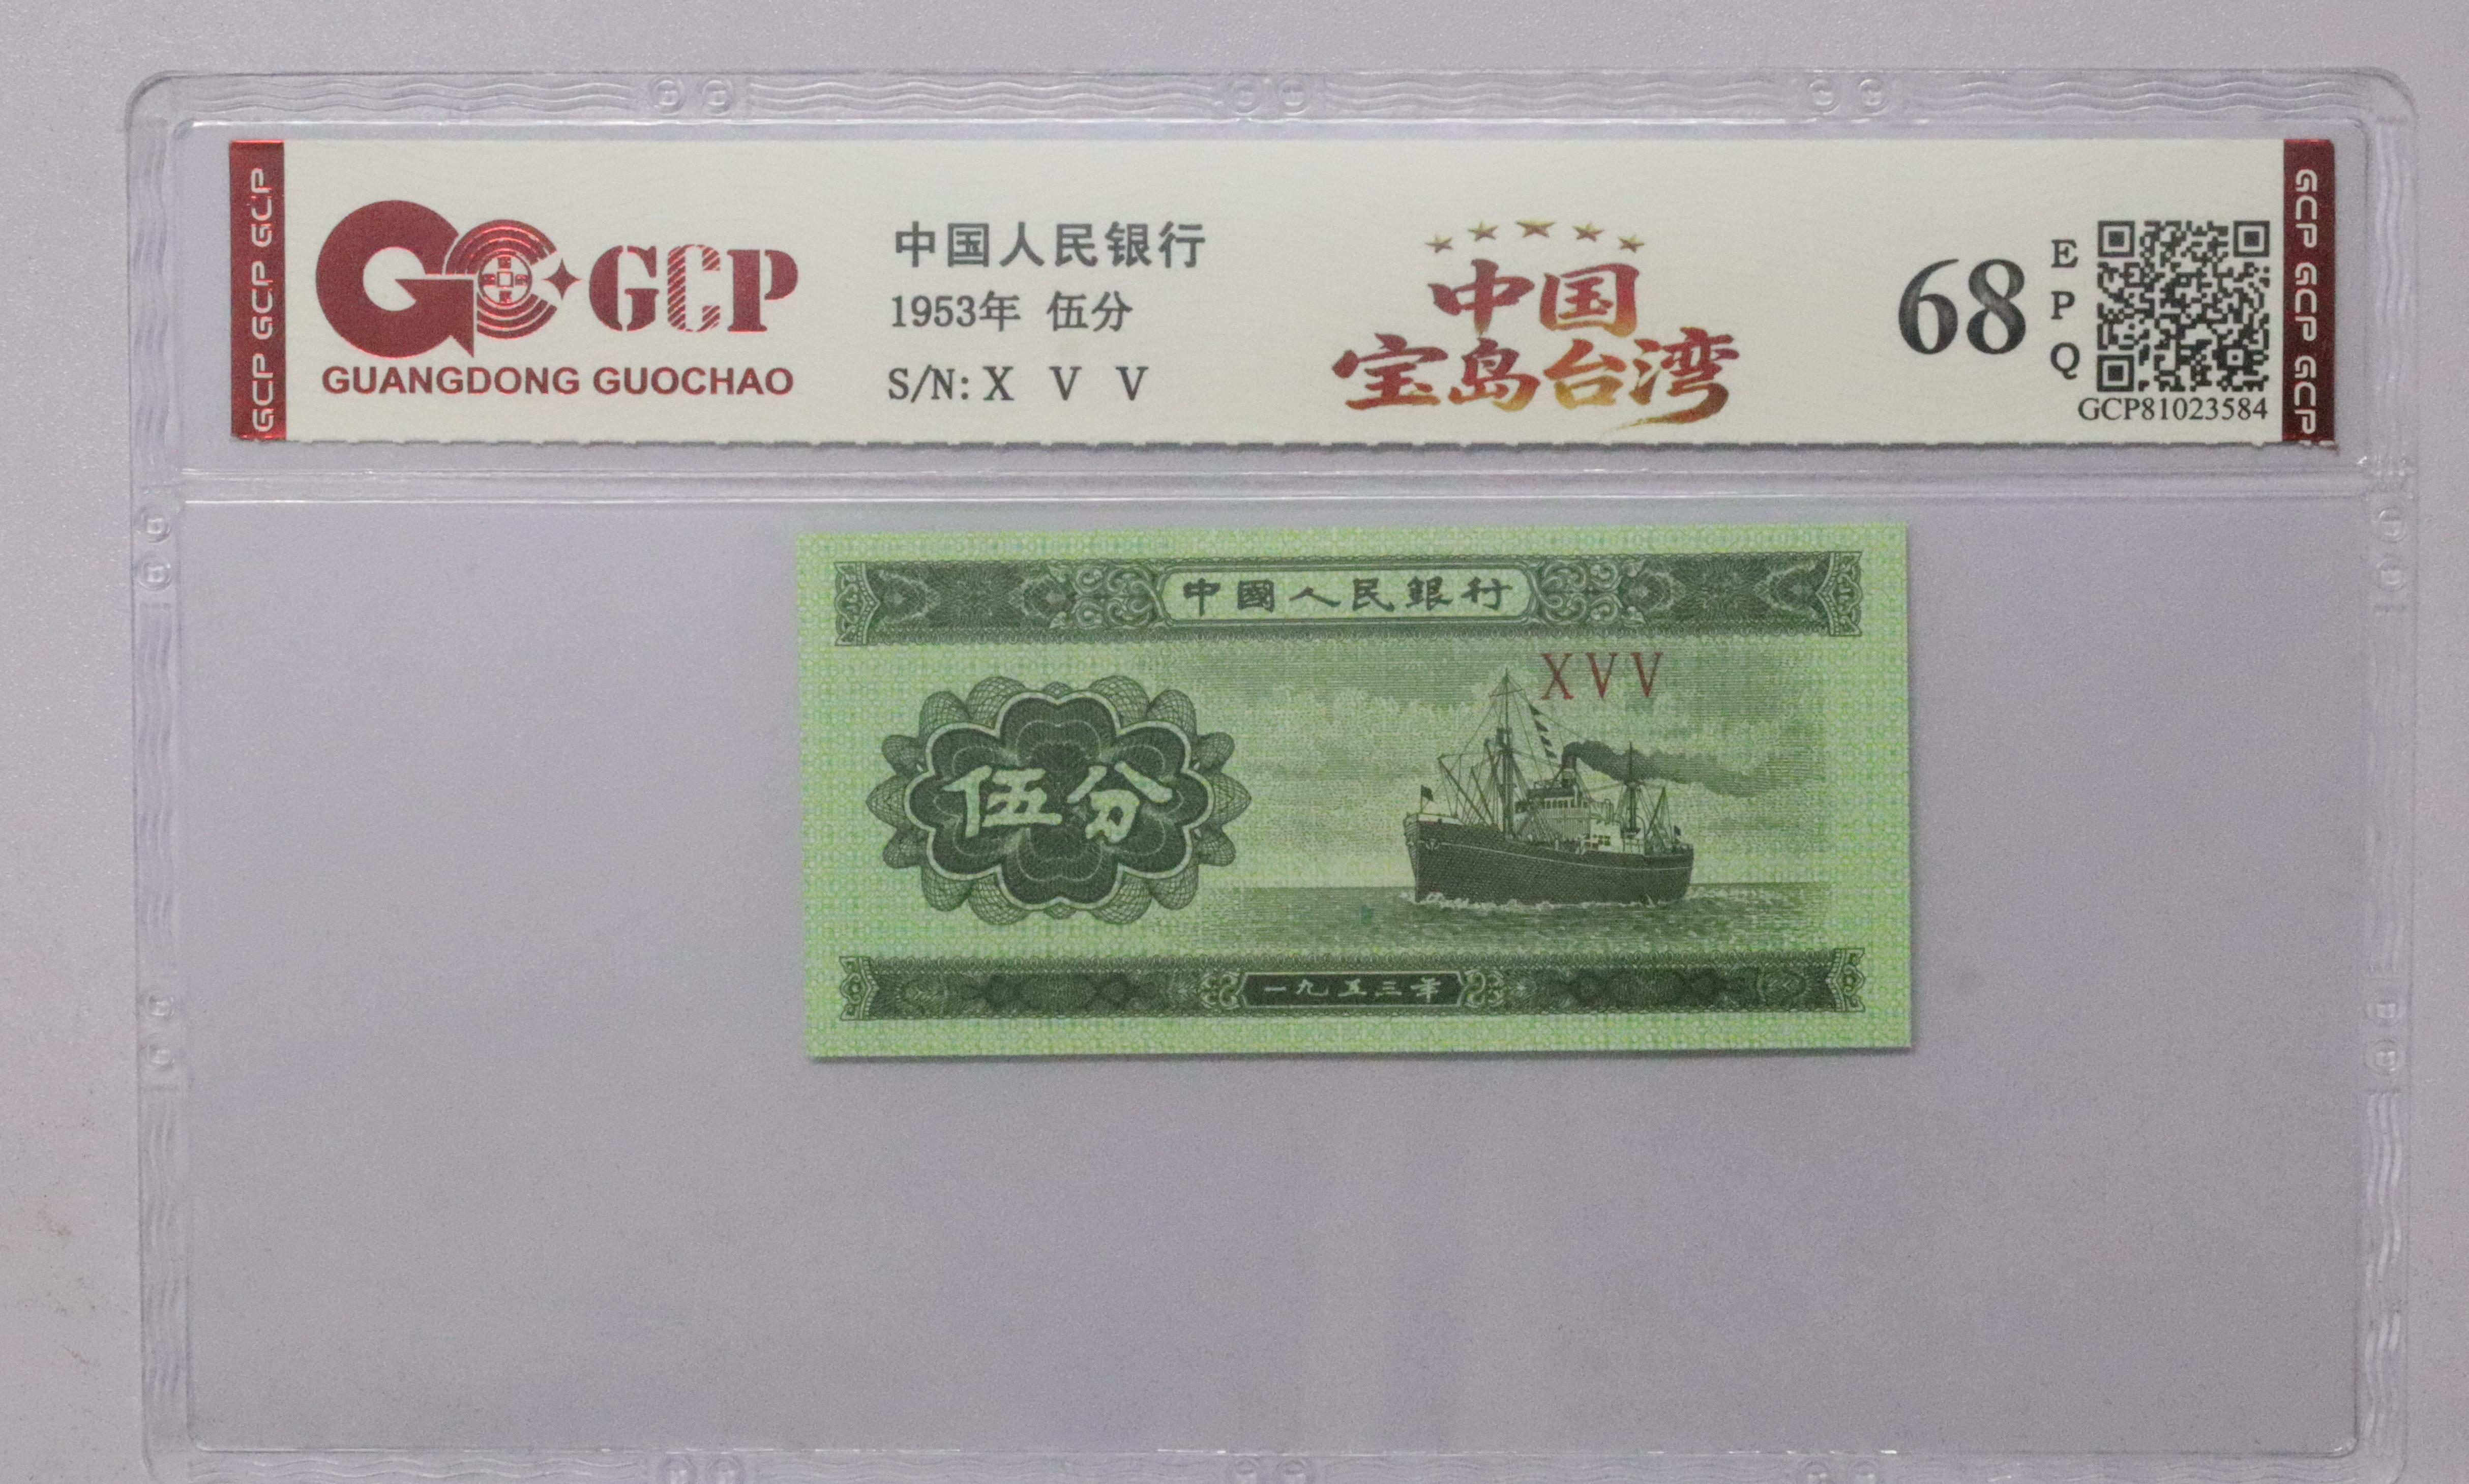 GCP GCP GCP
GCP
GUANGDONG GUOCHAO
中国人民银行
1953年 伍分
S/N: X V V
中国
宝岛台湾
68
E
P
Q
GCP81023584
GCP GCP GCP
中國人民銀行
XVV
伍分
一九五三年